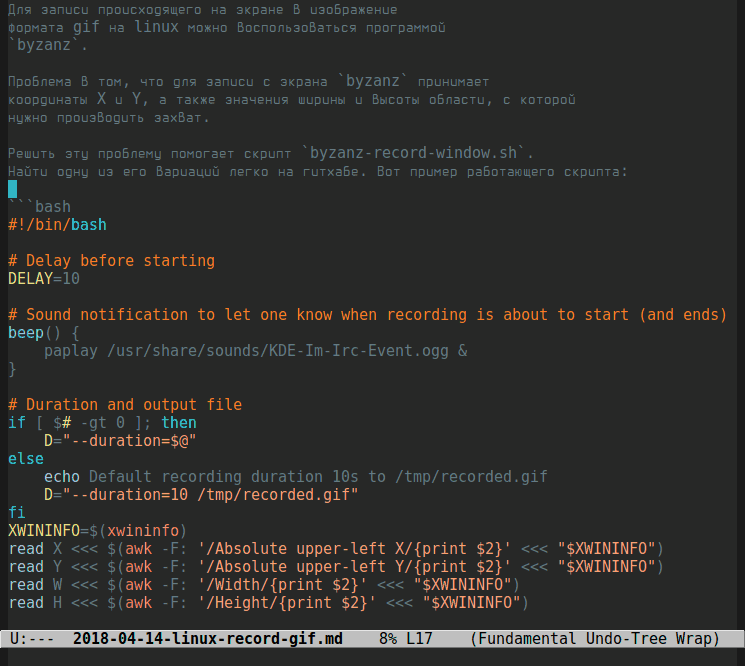 Для записи происходящего на экране в изображение
формата gif на linux можно воспользоваться программой
`byzanz`.
Проблема в том, что для записи с экрана `byzanz` принимает
координаты X и Y, а также значения ширины и высоты области, с которой
нужно производить захват.
Решить эту проблему помогает скрипт `byzanz-record-window.sh`.
Найти одну из его вариаций легко на гитхабе. Вот пример работающего скрипта:
```bash
#!/bin/bash
# Delay before starting
DELAY=10
# Sound notification to let one know when recording is about to start (and ends)
beep() {
    paplay /usr/share/sounds/KDE-Im-Irc-Event.ogg &
}
# Duration and output file
if [ $# -gt 0 ]; then
    D="--duration=$@"
else
    echo Default recording duration 10s to /tmp/recorded.gif
    D="--duration=10 /tmp/recorded.gif"
fi
XWININFO=$(xwininfo)
read X <<< $(awk -F: '/Absolute upper-left X/{print $2}' <<< "$XWININFO")
read Y <<< $(awk -F: '/Absolute upper-left Y/{print $2}' <<< "$XWININFO")
read W <<< $(awk -F: '/Width/{print $2}' <<< "$XWININFO")
read H <<< $(awk -F: '/Height/{print $2}' <<< "$XWININFO")
U:---  2018-04-14-linux-record-gif.md    8% L17    (Fundamental Undo-Tree Wrap)